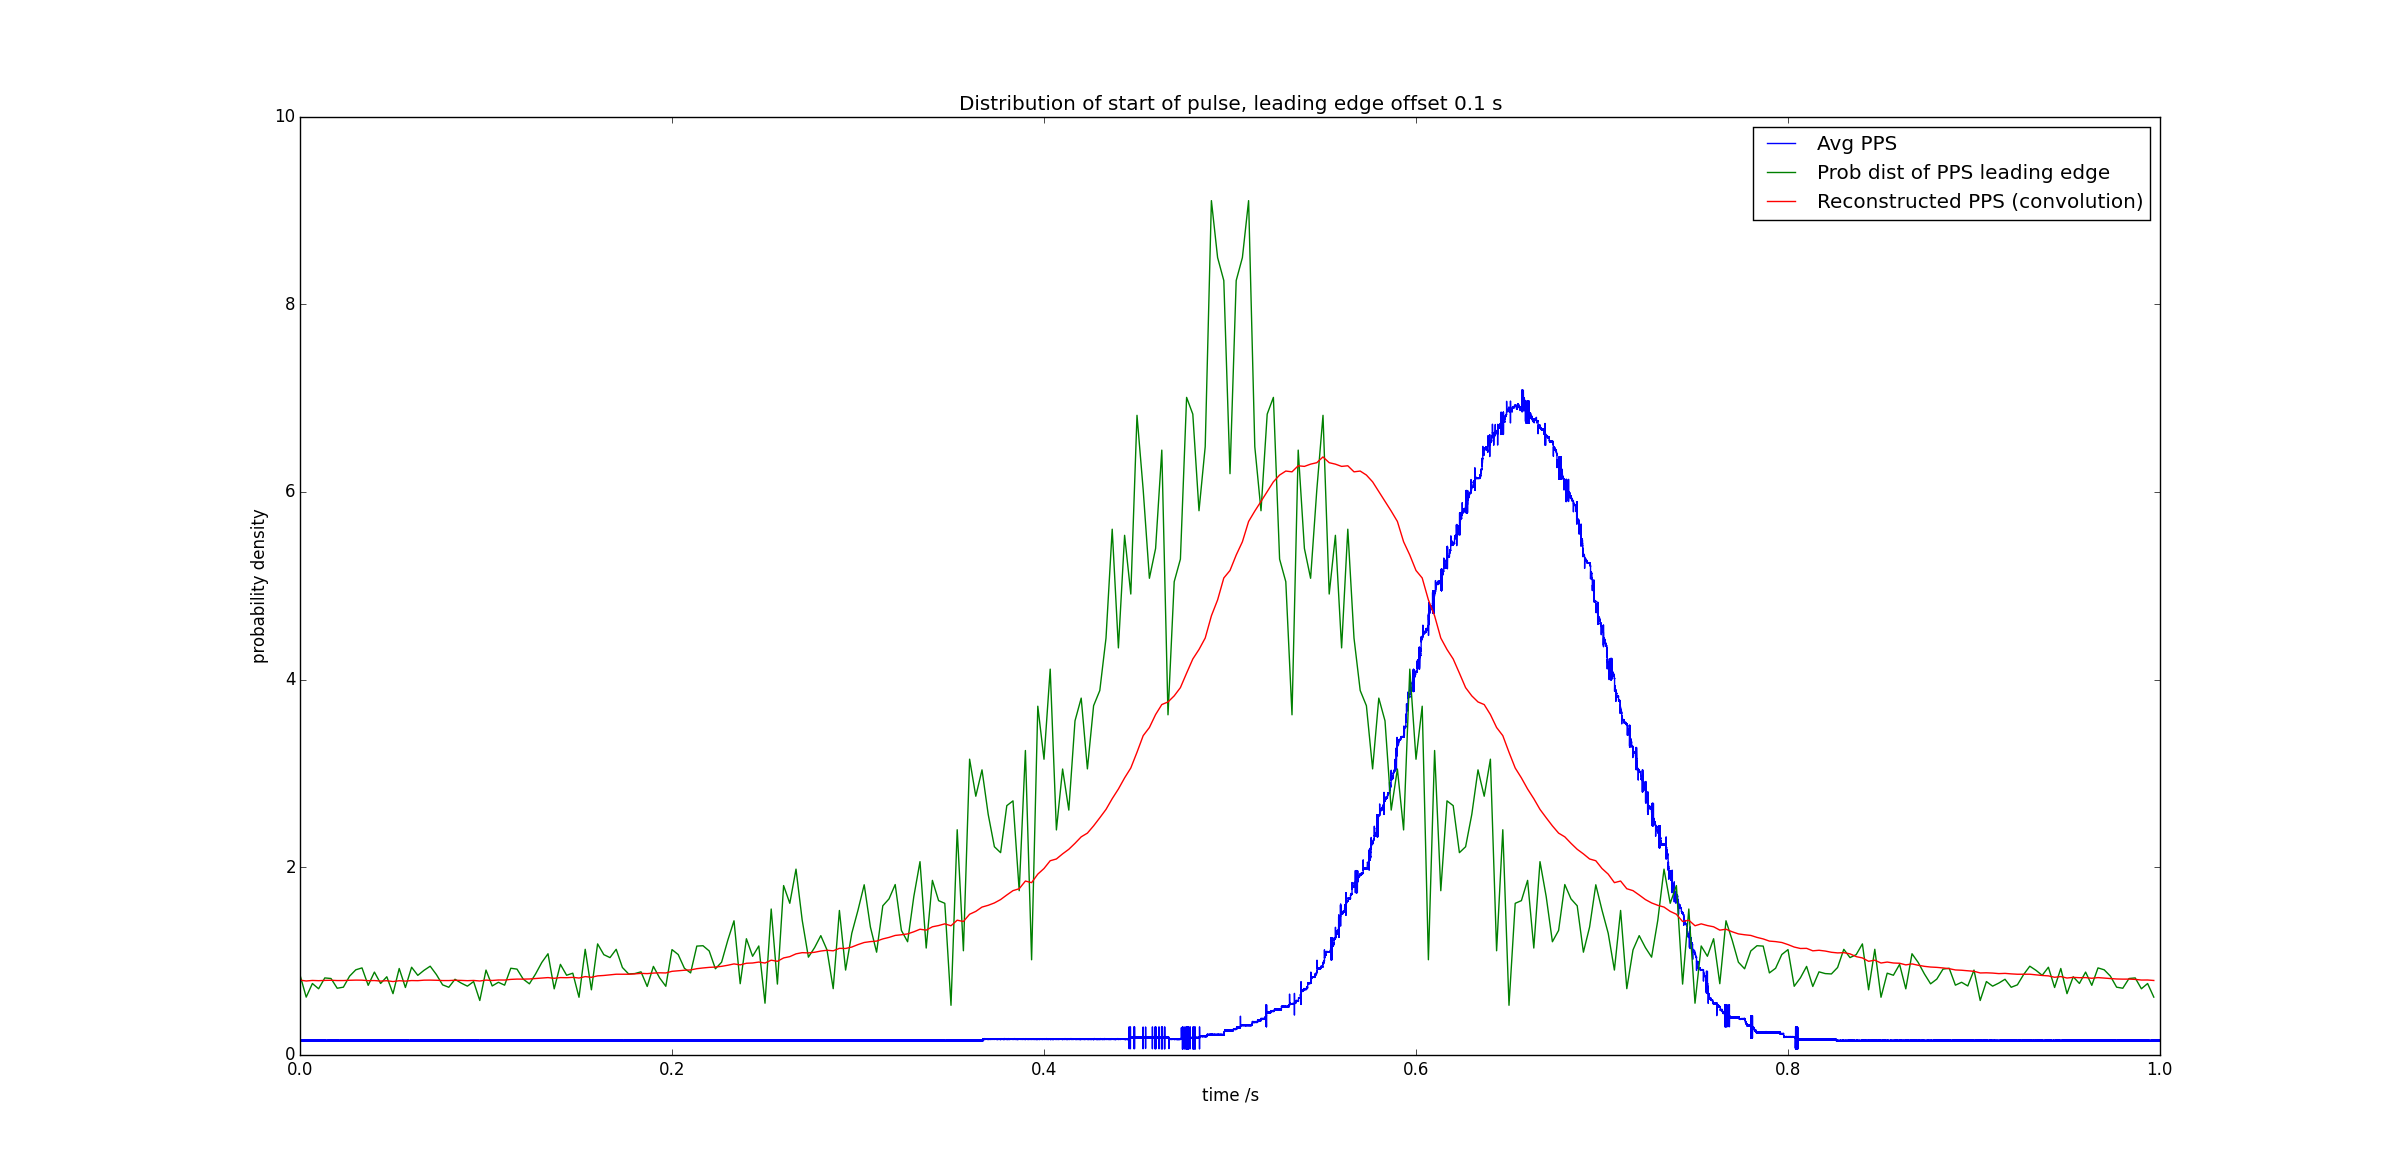 Distribution of start of pulse, leading edge offset 0.1 s
10
8
6
4
2
0
probability density
Avg PPS
Prob dist of PPS leading edge
Reconstructed PPS (convolution)
0.0 0.2 0.4 0.6 0.8 1.0
time /s